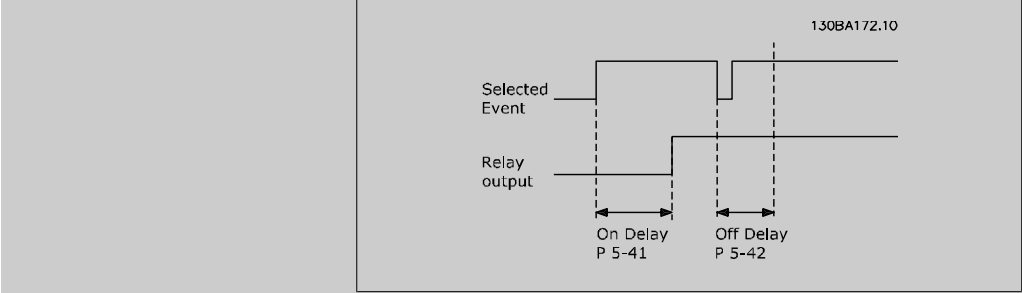 130BA172.10
Selected
Event
Relay
output
On Delay
P 5-41
Off Delay
P 5-42